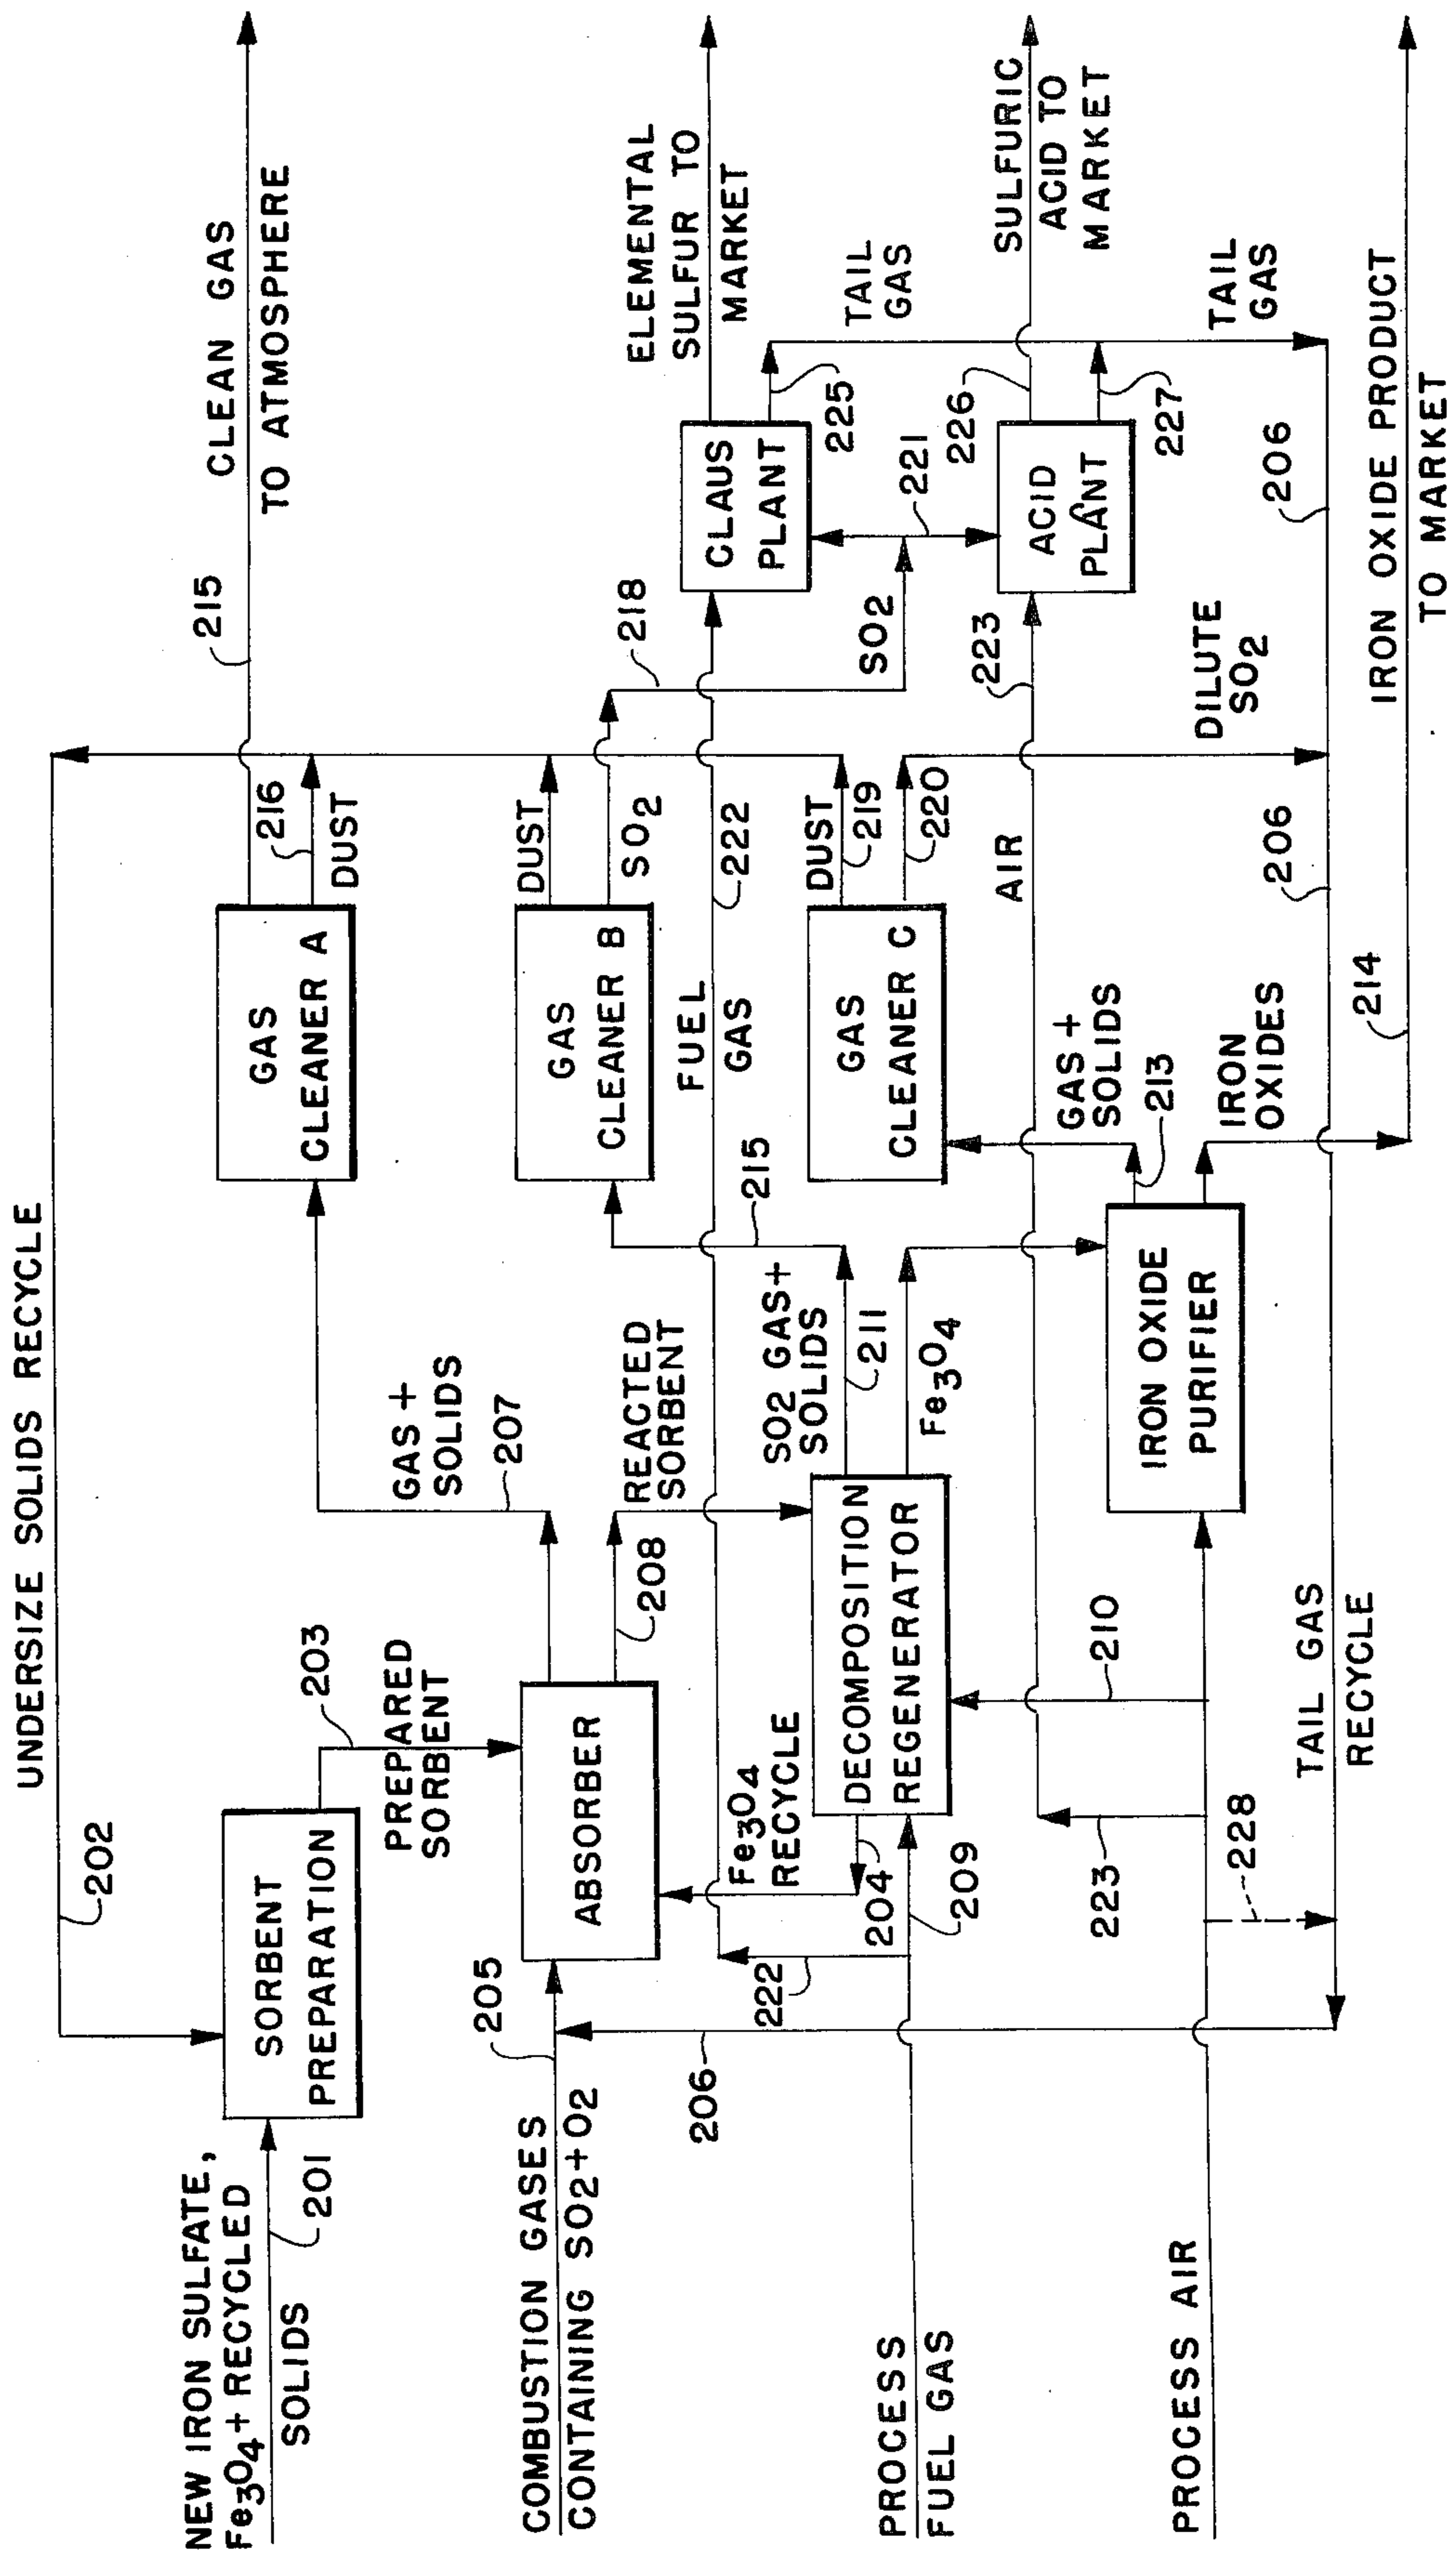 UNDERSIZE SOLIDS RECYCLE
202
NEW IRON SULFATE,
Fe3O4 + RECYCLED
SOLIDS
201
SORBENT
PREPARATION
203
PREPARED
SORBENT
COMBUSTION GASES
CONTAINING SO2+O2
205
206
ABSORBER
GAS +
SOLIDS
207
208
REACTED
SORBENT
GAS
CLEANER A
216
DUST
215
CLEAN GAS
TO ATMOSPHERE
GAS
CLEANER B
DUST
SO2
218
FUEL
GAS
222
PROCESS
FUEL GAS
222
209
204
Fe3O4
RECYCLE
DECOMPOSITION
REGENERATOR
SO2 GAS+
SOLIDS
211
Fe3O4
215
GAS
CLEANER C
DUST
219
220
SO2
221
CLAUS
PLANT
225
ELEMENTAL
SULFUR TO
MARKET
TAIL
GAS
AIR
223
ACID
PLANT
226
227
SULFURIC
ACID TO
MARKET
TAIL
GAS
PROCESS AIR
223
228
210
IRON OXIDE
PURIFIER
GAS +
SOLIDS
213
IRON
OXIDES
DILUTE
SO2
206
206
TAIL GAS
RECYCLE
214
IRON OXIDE PRODUCT
TO MARKET